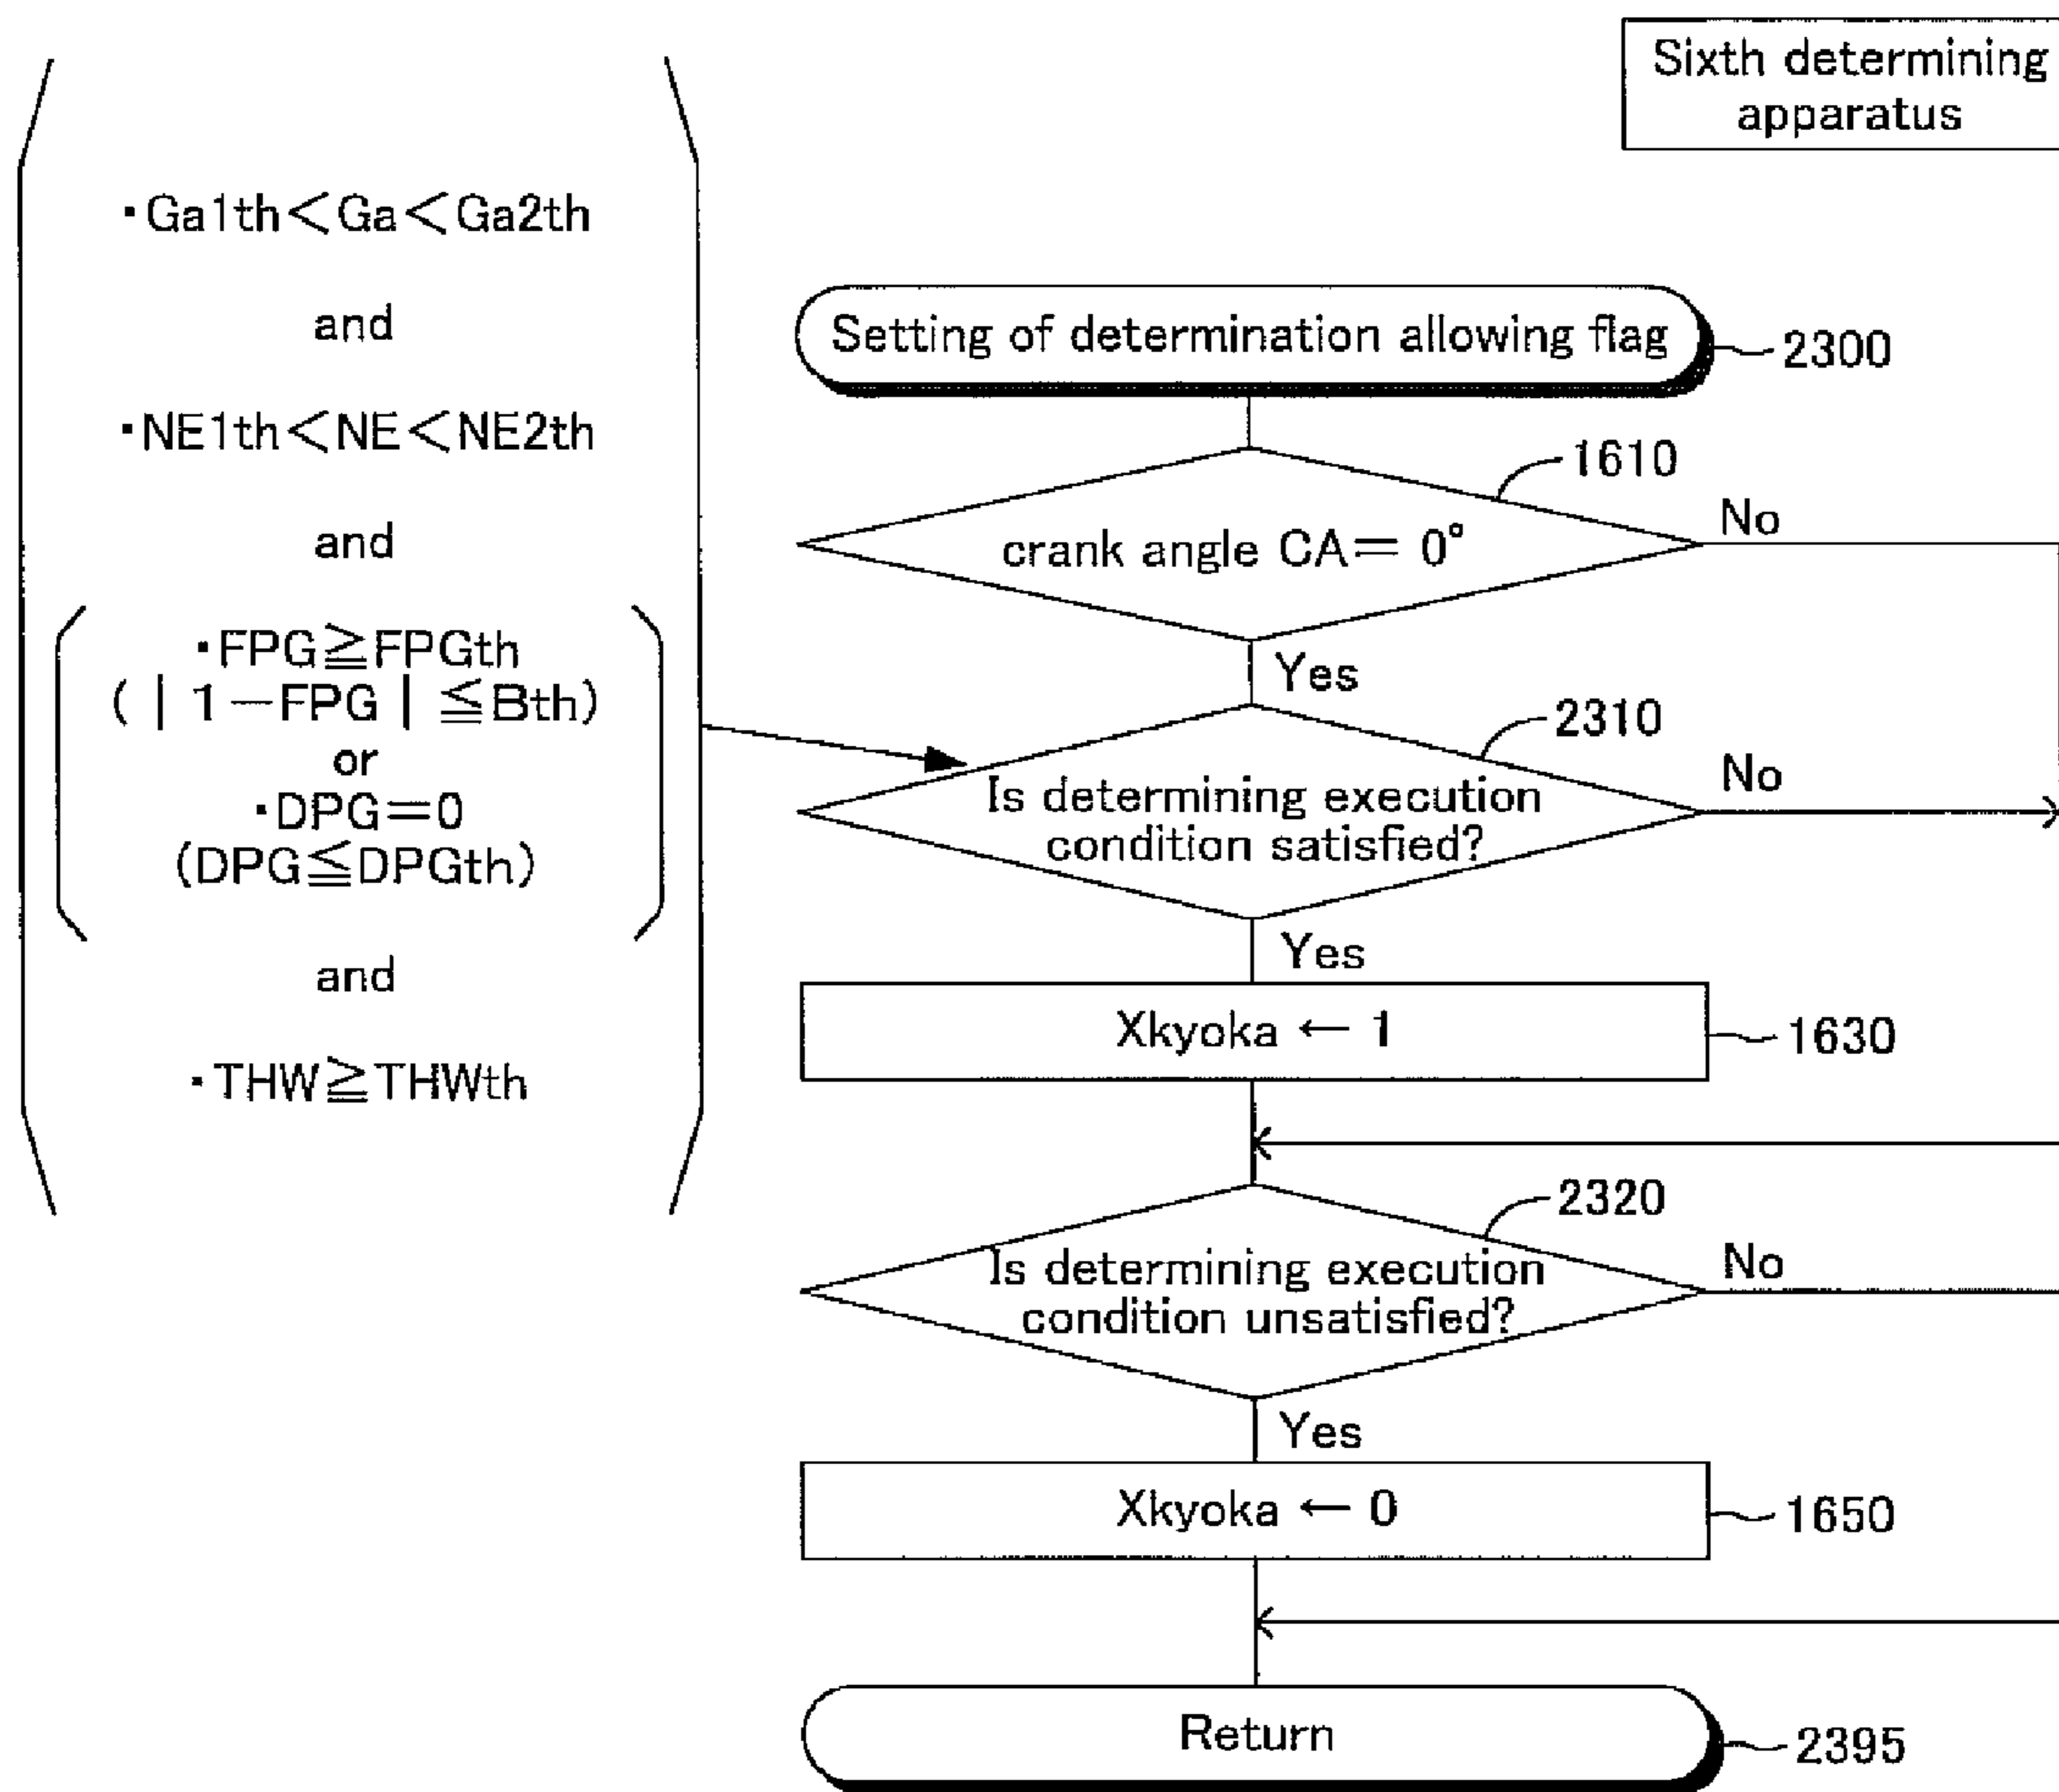 Sixth determining
apparatus
・Ga1th<Ga<Ga2th
and
・NE1th<NE<NE2th
and
・FPG≧FPGth
(|1−FPG|≦Bth)
or
・DPG=0
(DPG≦DPGth)
and
・THW≧THWth
Setting of determination allowing flag
2300
1610
crank angle CA= 0°
No
Yes
2310
Is determining execution
condition satisfied?
No
Yes
Xkyoka ← 1
1630
2320
Is determining execution
condition unsatisfied?
No
Yes
Xkyoka ← 0
1650
Return
2395